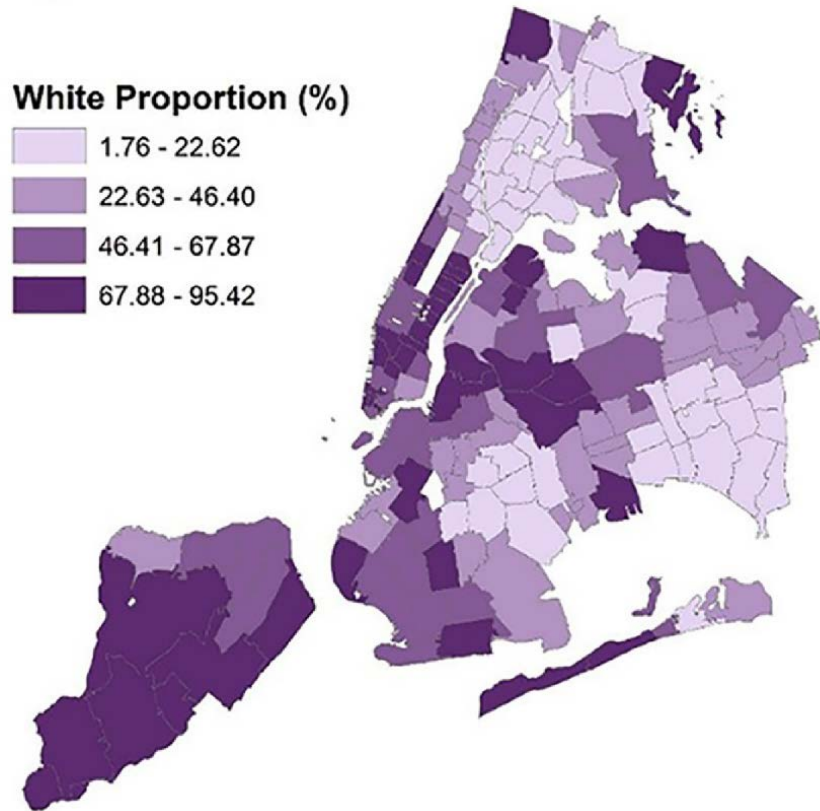 White Proportion (%)
1.76 - 22.62
22.63 - 46.40
46.41 - 67.87
67.88 - 95.42